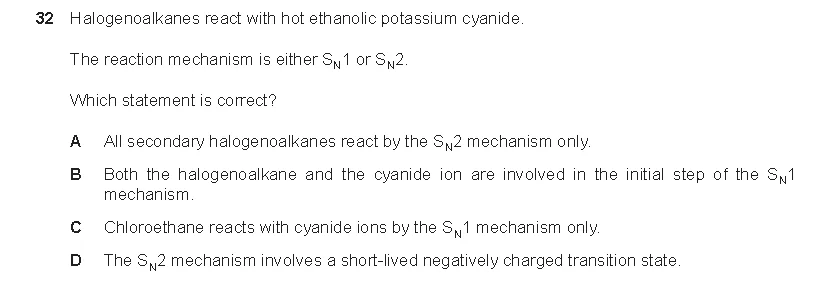 32 Halogenoalkanes react with hot ethanolic potassium cyanide.
The reaction mechanism is either SN1 or SN2.
Which statement is correct?
A All secondary halogenoalkanes react by the SN2 mechanism only.
B Both the halogenoalkane and the cyanide ion are involved in the initial step of the SN1
mechanism.
C Chloroethane reacts with cyanide ions by the SN1 mechanism only.
D The SN2 mechanism involves a short-lived negatively charged transition state.